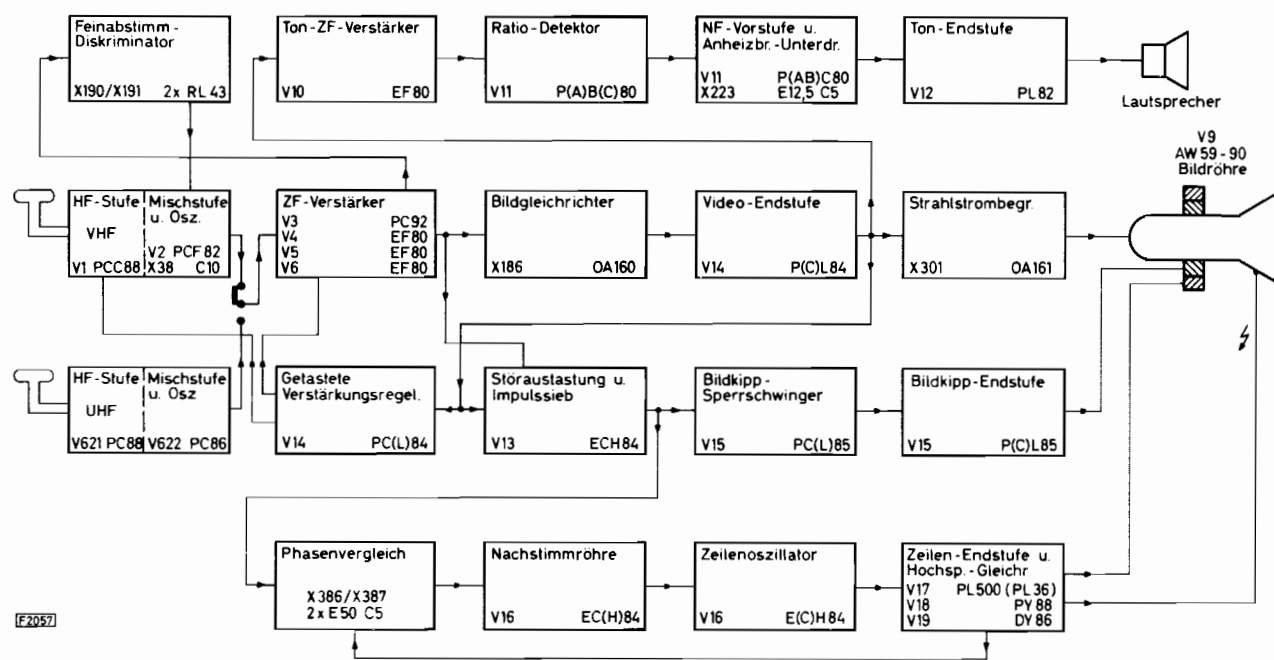 Feinabstimm-
Diskriminator
X190/X191 2x RL 43
Ton-ZF-Verstärker
V10 EF80
Ratio-Detektor
V11 P(A)B(C)80
NF-Vorstufe u.
Anheizbr.-Unterdr.
V11 P(AB)C80
X223 E12,5 C5
Ton-Endstufe
V12 PL82
Lautsprecher
V9
AW 59-90
Bildröhre
HF-Stufe
VHF
V1 PCC88
Mischstufe
u. Osz.
V2 PCF82
X38 C10
ZF-Verstärker
V3 PC92
V4 EF80
V5 EF80
V6 EF80
Bildgleichrichter
X186 OA160
Video-Endstufe
V14 P(C)L84
Strahlstrombegr.
X301 OA161
HF-Stufe
UHF
V621 PC88
Mischstufe
u. Osz
V622 PC86
Getastete
Verstärkungsregel.
V14 PC(L)84
Störaustastung u.
Impulssieb
V13 ECH84
Bildkipp-
Sperrschwinger
V15 PC(L)85
Bildkipp-Endstufe
V15 P(C)L85
Phasenvergleich
X386/X387
2x E50 C5
Nachstimmröhre
V16 EC(H)84
Zeilenoszillator
V16 E(C)H84
Zeilen-Endstufe u.
Hochsp.-Gleichr
V17 PL500 (PL36)
V18 PY88
V19 DY86
F2057